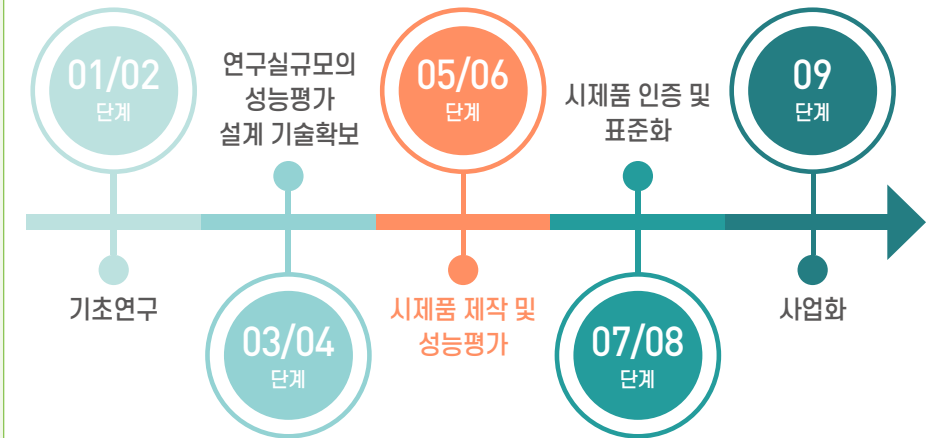 01/02
단계
기초연구
연구실규모의
성능평가
설계 기술확보
03/04
단계
05/06
단계
시제품 제작 및
성능평가
시제품 인증 및
표준화
07/08
단계
09
단계
사업화